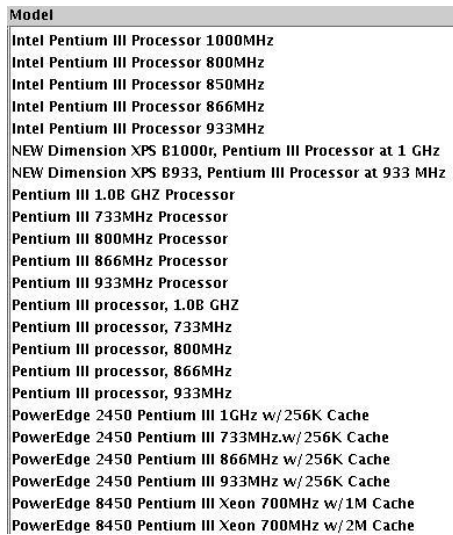 Model
Intel Pentium III Processor 1000MHz
Intel Pentium III Processor 800MHz
Intel Pentium III Processor 850MHz
Intel Pentium III Processor 866MHz
Intel Pentium III Processor 933MHz
NEW Dimension XPS B1000r, Pentium III Processor at 1 GHz
NEW Dimension XPS B933, Pentium III Processor at 933 MHz
Pentium III 1.0B GHZ Processor
Pentium III 733MHz Processor
Pentium III 800MHz Processor
Pentium III 866MHz Processor
Pentium III 933MHz Processor
Pentium III processor, 1.0B GHZ
Pentium III processor, 733MHz
Pentium III processor, 800MHz
Pentium III processor, 866MHz
Pentium III processor, 933MHz
PowerEdge 2450 Pentium III 1GHz w/256K Cache
PowerEdge 2450 Pentium III 733MHz.w/256K Cache
PowerEdge 2450 Pentium III 866MHz w/256K Cache
PowerEdge 2450 Pentium III 933MHz w/256K Cache
PowerEdge 8450 Pentium III Xeon 700MHz w/1M Cache
PowerEdge 8450 Pentium III Xeon 700MHz w/2M Cache